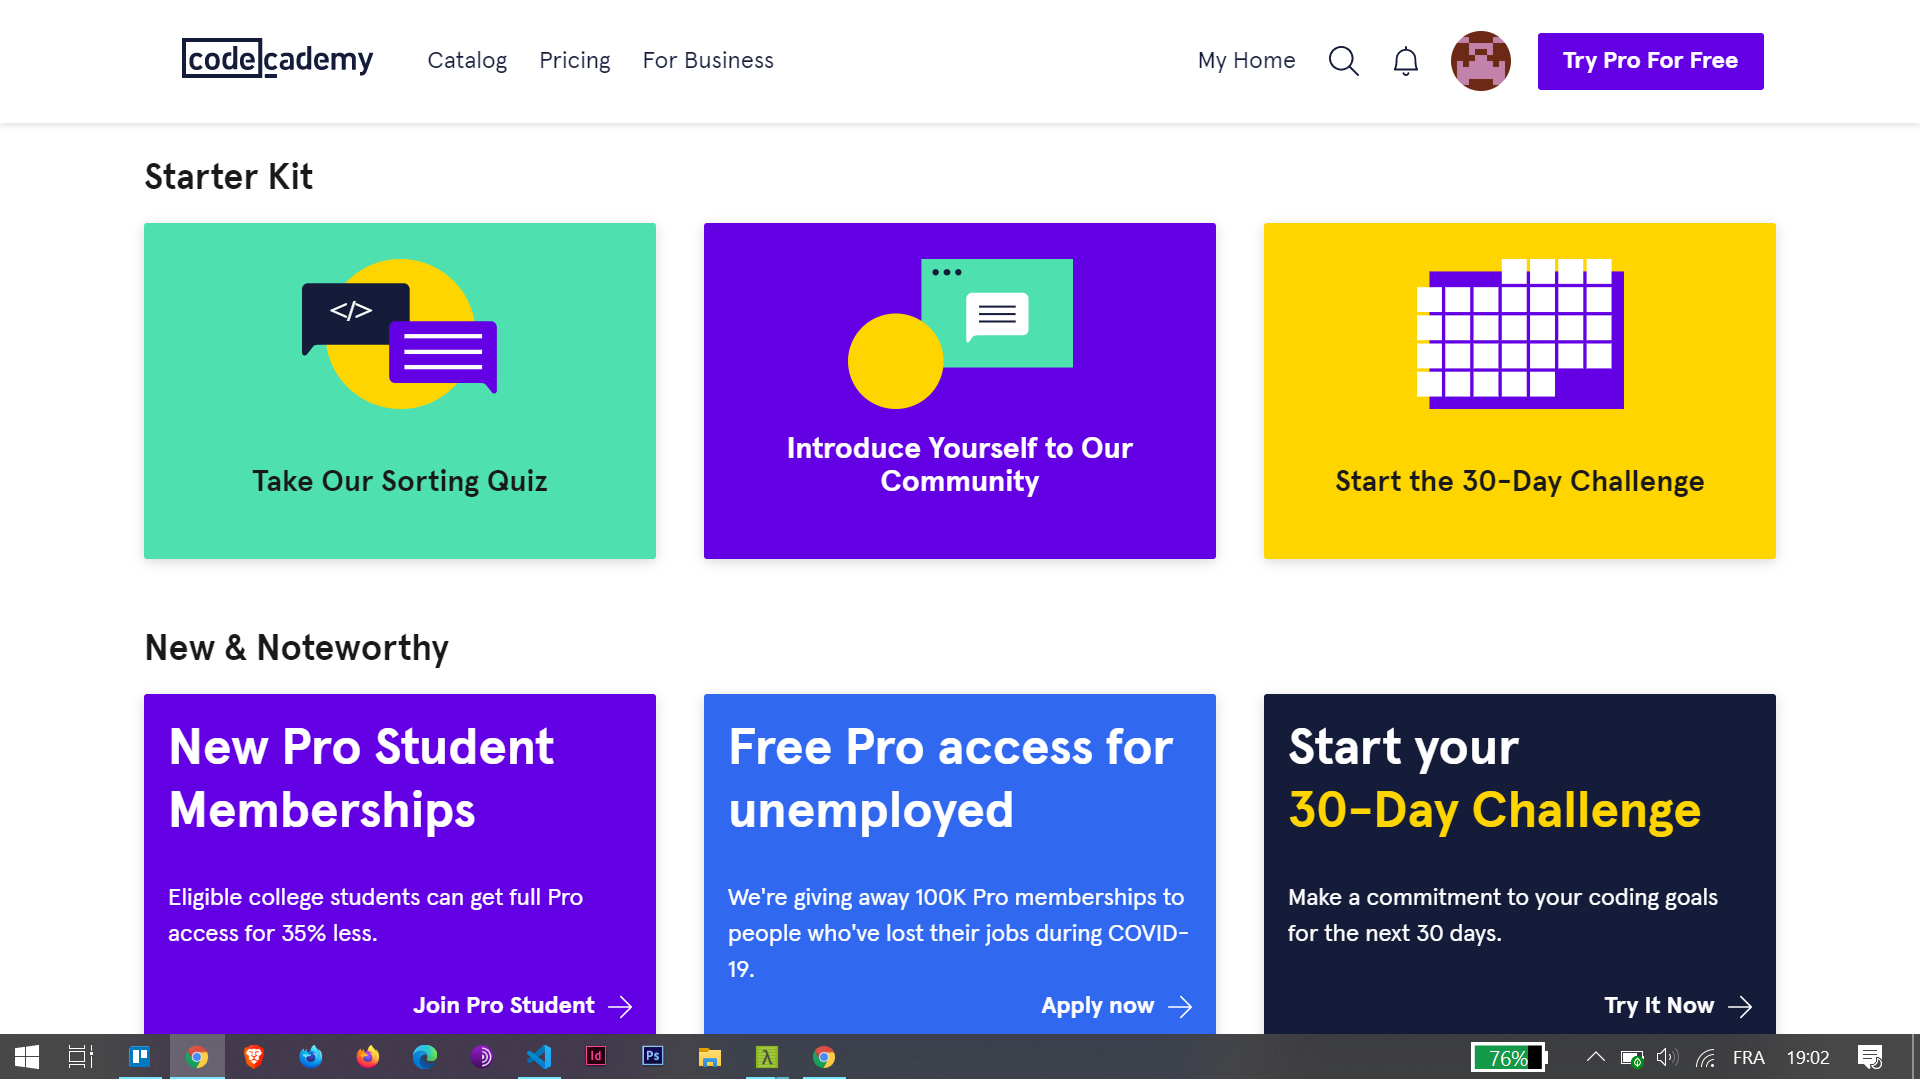 codecademy
Catalog
Pricing
For Business
My Home
Try Pro For Free
Starter Kit
</>
Take Our Sorting Quiz
Introduce Yourself to Our
Community
Start the 30-Day Challenge
New & Noteworthy
New Pro Student
Memberships
Eligible college students can get full Pro
access for 35% less.
Join Pro Student
Free Pro access for
unemployed
We're giving away 100K Pro memberships to
people who've lost their jobs during COVID-
19.
Apply now
Start your
30-Day Challenge
Make a commitment to your coding goals
for the next 30 days.
Try It Now
Id
Ps
λ
76%
FRA
19:02